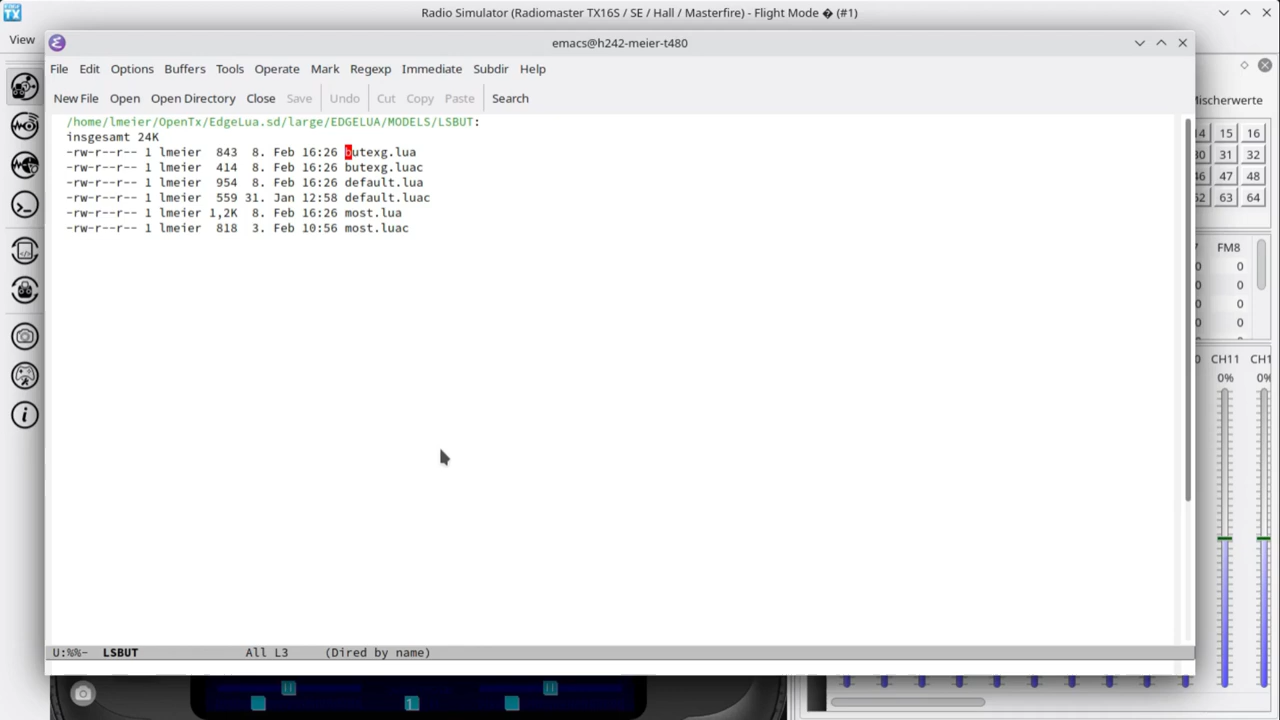 TX
Radio Simulator (Radiomaster TX16S / SE / Hall / Masterfire) - Flight Mode � (#1)
View
emacs@h242-meier-t480
File Edit Options Buffers Tools Operate Mark Regexp Immediate Subdir Help
New File Open Open Directory Close Save Undo Cut Copy Paste Search
/home/lmeier/OpenTx/EdgeLua.sd/large/EDGELUA/MODELS/LSBUT:
insgesamt 24K
-rw-r--r-- 1 lmeier 843 8. Feb 16:26 butexg.lua
-rw-r--r-- 1 lmeier 414 8. Feb 16:26 butexg.luac
-rw-r--r-- 1 lmeier 954 8. Feb 16:26 default.lua
-rw-r--r-- 1 lmeier 559 31. Jan 12:58 default.luac
-rw-r--r-- 1 lmeier 1,2K 8. Feb 16:26 most.lua
-rw-r--r-- 1 lmeier 818 3. Feb 10:56 most.luac
U:%%- LSBUT All L3 (Dired by name)
Mischerwerte
14 15 16
30 31 32
46 47 48
62 63 64
FM8
0 0
0 0
0 0
0 0
CH11
0% 0%
1